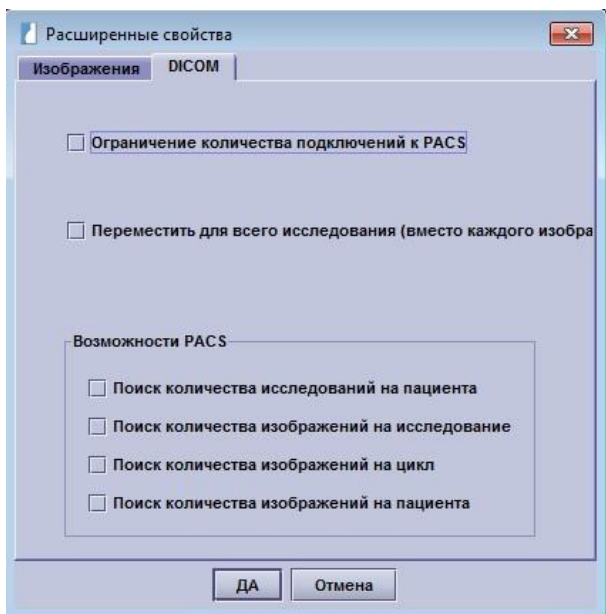 Расширенные свойства
Изображения DICOM
Ограничение количества подключений к PACS
Переместить для всего исследования (вместо каждого изобра
Возможности PACS
Поиск количества исследований на пациента
Поиск количества изображений на исследование
Поиск количества изображений на цикл
Поиск количества изображений на пациента
ДА Отмена